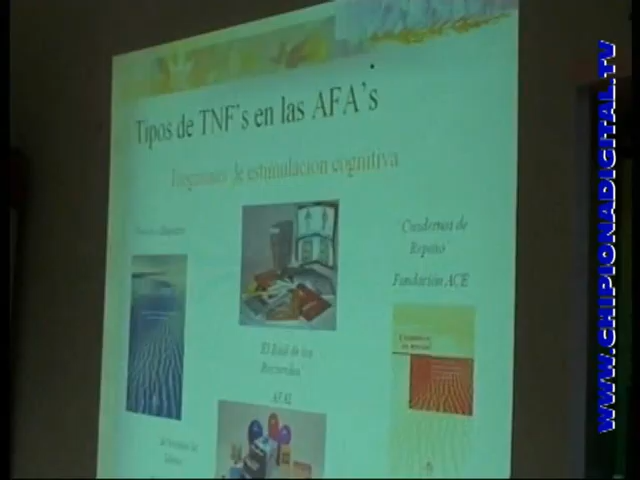 Tipos de TNF's en las AFA's
Programas de estimulacion cognitiva
Cuadernos de
Repaso
Fundación ACE
El Baúl de los
Recuerdos
AFAL
WWW.CHIPIONADIGITAL.TV